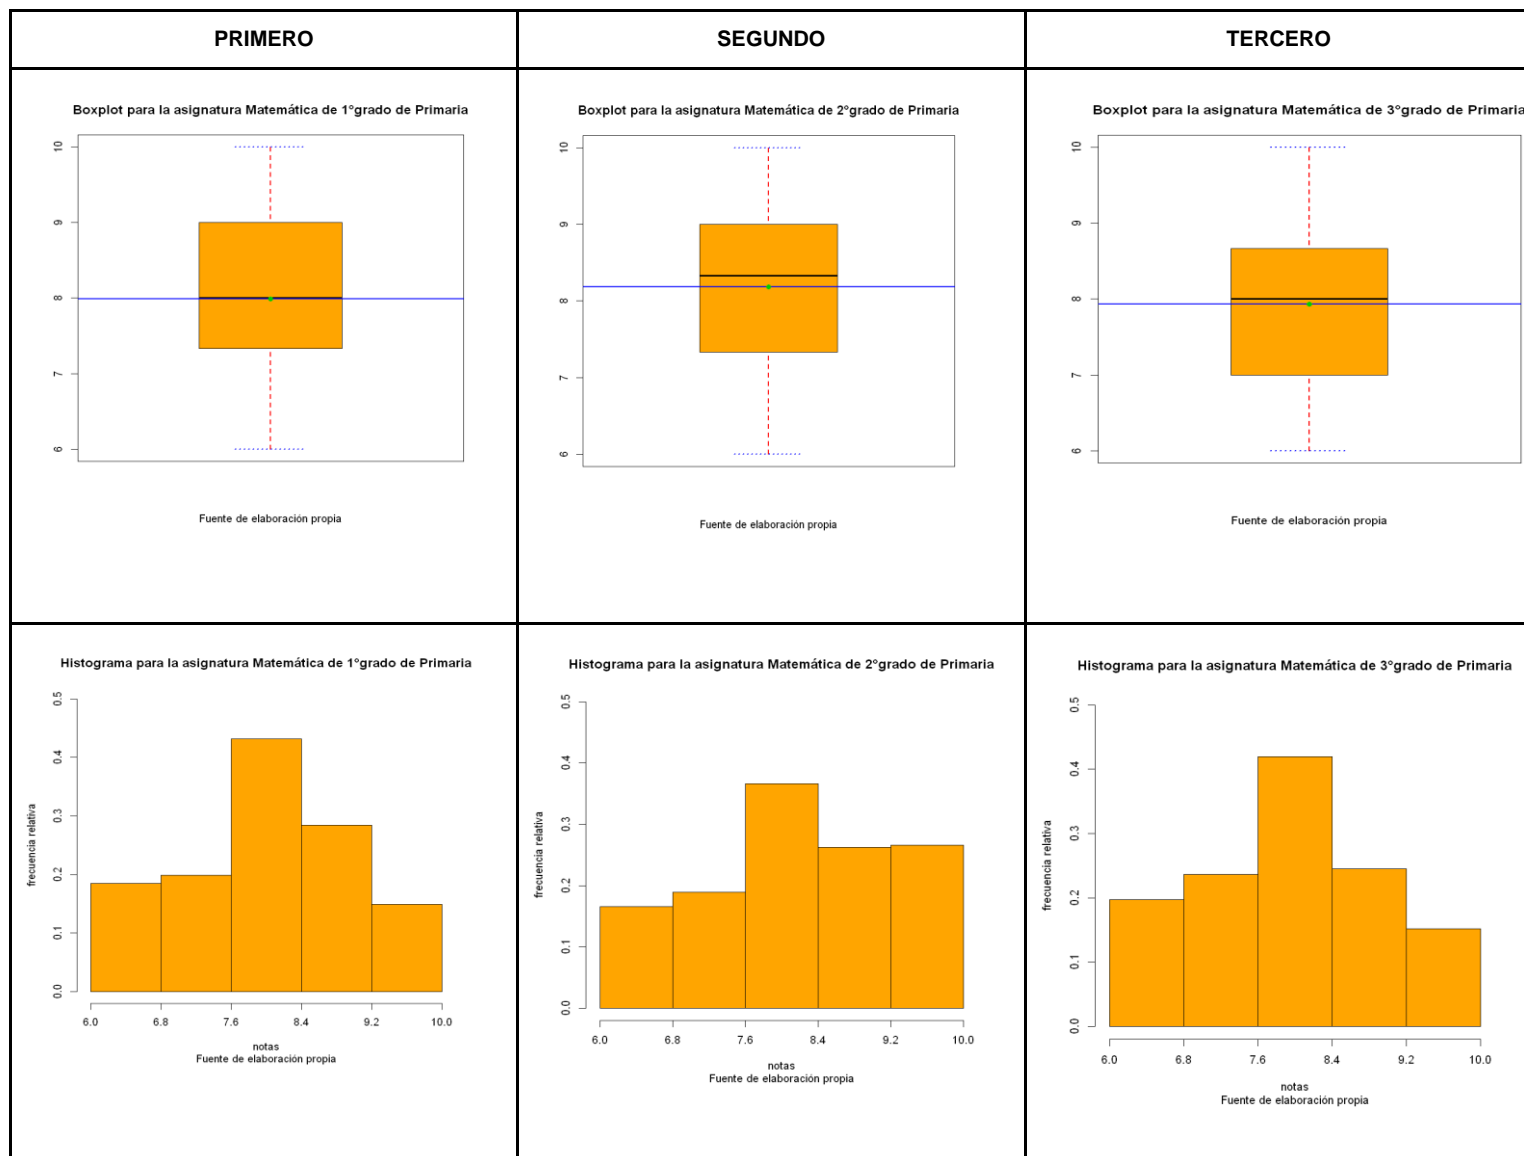 PRIMERO
SEGUNDO
TERCERO
Boxplot para la asignatura Matemática de 1°grado de Primaria
10
9
8
7
6
Fuente de elaboración propia
Boxplot para la asignatura Matemática de 2°grado de Primaria
10
9
8
7
6
Fuente de elaboración propia
Boxplot para la asignatura Matemática de 3°grado de Primaria
10
9
8
7
6
Fuente de elaboración propia
Histograma para la asignatura Matemática de 1°grado de Primaria
frecuencia relativa
0.5
0.4
0.3
0.2
0.1
0.0
6.0 6.8 7.6 8.4 9.2 10.0
notas
Fuente de elaboración propia
Histograma para la asignatura Matemática de 2°grado de Primaria
frecuencia relativa
0.5
0.4
0.3
0.2
0.1
0.0
6.0 6.8 7.6 8.4 9.2 10.0
notas
Fuente de elaboración propia
Histograma para la asignatura Matemática de 3°grado de Primaria
frecuencia relativa
0.5
0.4
0.3
0.2
0.1
0.0
6.0 6.8 7.6 8.4 9.2 10.0
notas
Fuente de elaboración propia